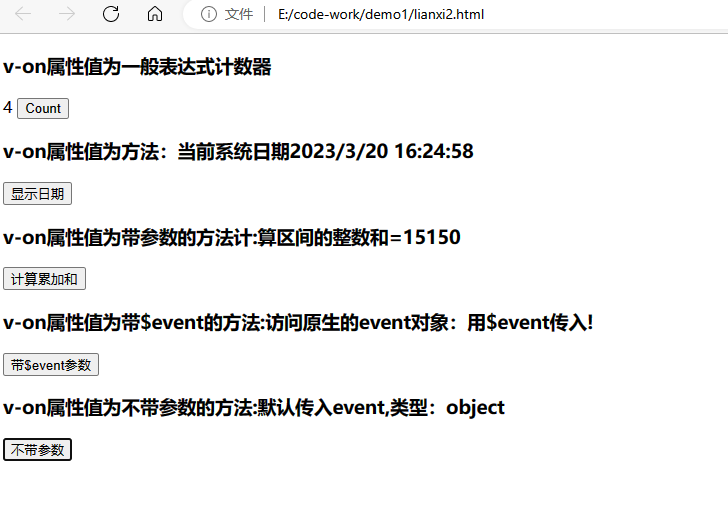 文件 E:/code-work/demo1/lianxi2.html
v-on属性值为一般表达式计数器
4 Count
v-on属性值为方法：当前系统日期2023/3/20 16:24:58
显示日期
v-on属性值为带参数的方法计:算区间的整数和=15150
计算累加和
v-on属性值为带$event的方法:访问原生的event对象：用$event传入!
带$event参数
v-on属性值为不带参数的方法:默认传入event,类型：object
不带参数